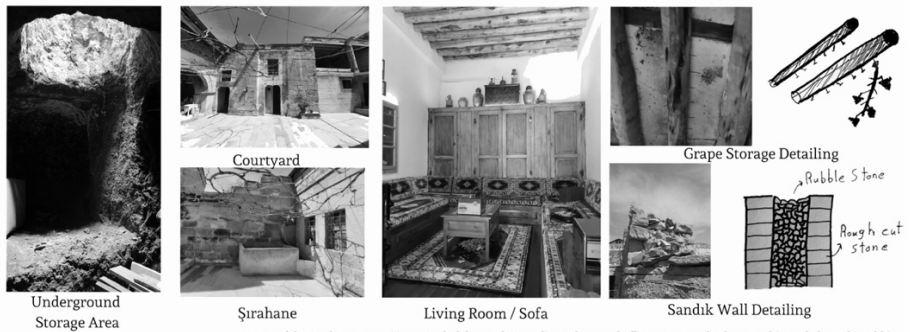 Underground
Storage Area
Courtyard
Şırahane
Living Room / Sofa
Grape Storage Detailing
Rubble Stone
Rough cut
stone
Sandık Wall Detailing